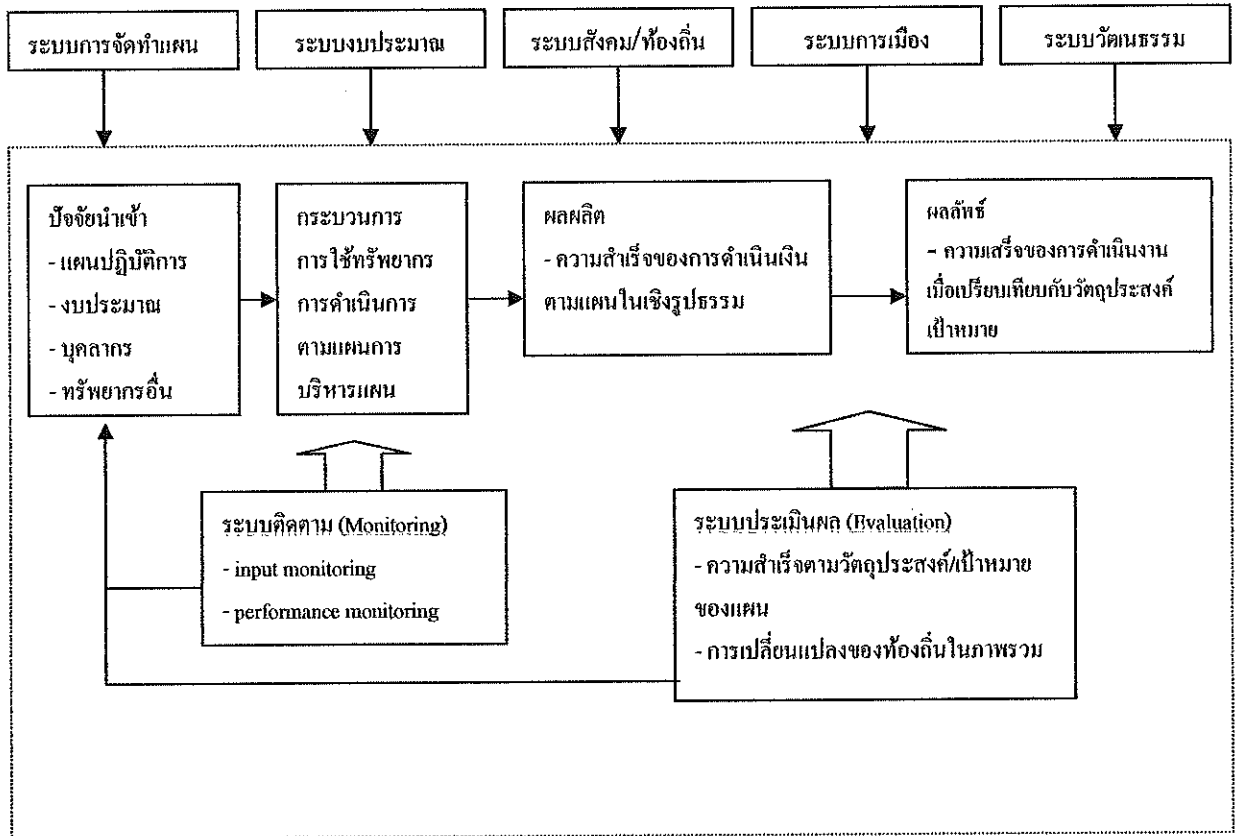 ระบบการจัดทำแผน
ระบบงบประมาณ
ระบบสังคม/ท้องถิ่น
ระบบการเมือง
ระบบวัฒนธรรม
ปัจจัยนำเข้า
- แผนปฏิบัติการ
- งบประมาณ
- บุคลากร
- ทรัพยากรอื่น
กระบวนการ
การใช้ทรัพยากร
การดำเนินการ
ตามแผนการ
บริหารแผน
ผลผลิต
- ความสำเร็จของการดำเนินเงิน
ตามแผนในเชิงรูปธรรม
ผลลัพธ์
- ความเสร็จของการดำเนินงาน
เมื่อเปรียบเทียบกับวัตถุประสงค์
เป้าหมาย
ระบบติดตาม (Monitoring)
- input monitoring
- performance monitoring
ระบบประเมินผล (Evaluation)
- ความสำเร็จตามวัตถุประสงค์/เป้าหมาย
ของแผน
- การเปลี่ยนแปลงของท้องถิ่นในภาพรวม